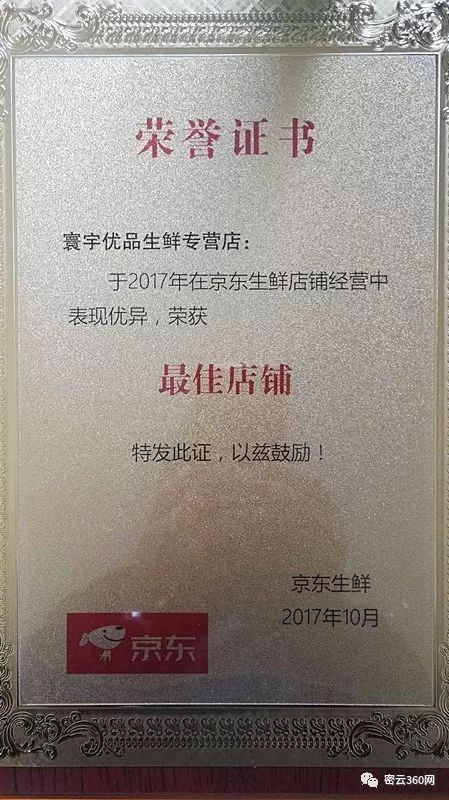 荣誉证书
寰宇优品生鲜专营店：
于2017年在京东生鲜店铺经营中
表现优异，荣获
最佳店铺
特发此证，以兹鼓励！
京东生鲜
2017年10月
京东
密云360网